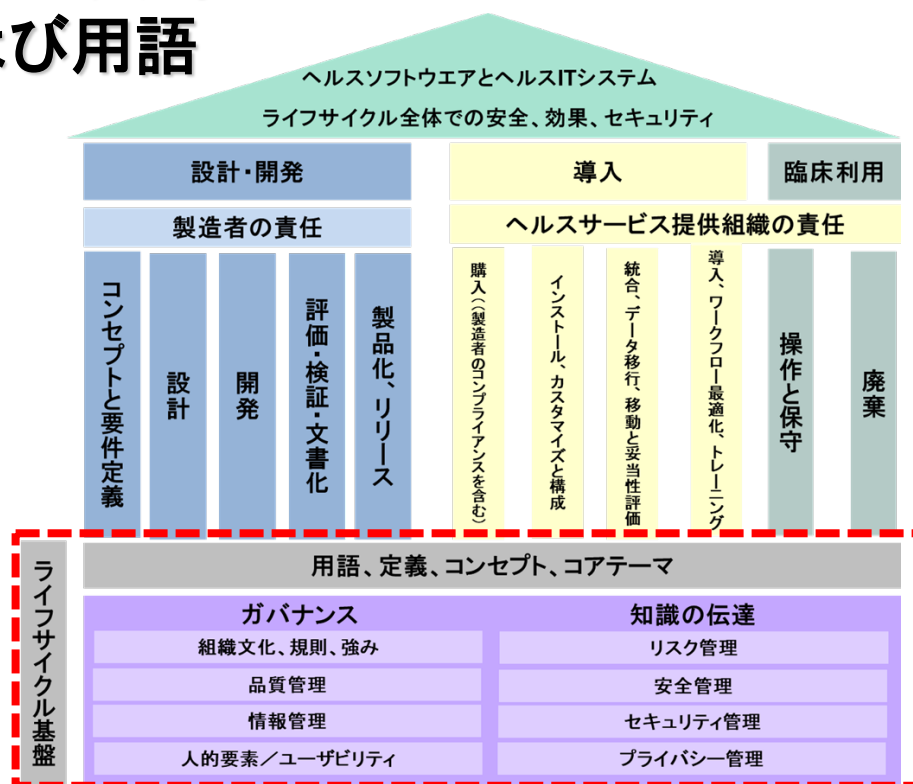 び用語
ヘルスソフトウエアとヘルスITシステム
ライフサイクル全体での安全、効果、セキュリティ
設計・開発
導入
臨床利用
製造者の責任
ヘルスサービス提供組織の責任
コンセプトと要件定義
設計
開発
評価・検証・文書化
製品化、リリース
購入((製造者のコンプライアンスを含む)
インストール、カスタマイズと構成
統合、データ移行、移動と妥当性評価
導入、ワークフロー最適化、トレーニング
操作と保守
廃棄
ライフサイクル基盤
用語、定義、コンセプト、コアテーマ
ガバナンス
組織文化、規則、強み
品質管理
情報管理
人的要素/ユーザビリティ
知識の伝達
リスク管理
安全管理
セキュリティ管理
プライバシー管理